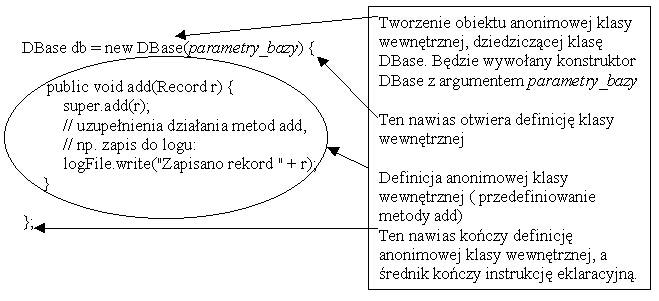 DBase db = new DBase(parametry_bazy) {
public void add(Record r) {
super.add(r);
// uzupełnienia działania metod add,
// np. zapis do logu:
logFile.write("Zapisano rekord " + r);
}
};
Tworzenie obiektu anonimowej klasy
wewnętrznej, dziedziczącej klasę
DBase. Będzie wywołany konstruktor
DBase z argumentem parametry_bazy
Ten nawias otwiera definicję klasy
wewnętrznej
Definicja anonimowej klasy
wewnętrznej ( przedefiniowanie
metody add)
Ten nawias kończy definicję
anonimowej klasy wewnętrznej, a
średnik kończy instrukcję eklaracyjną.